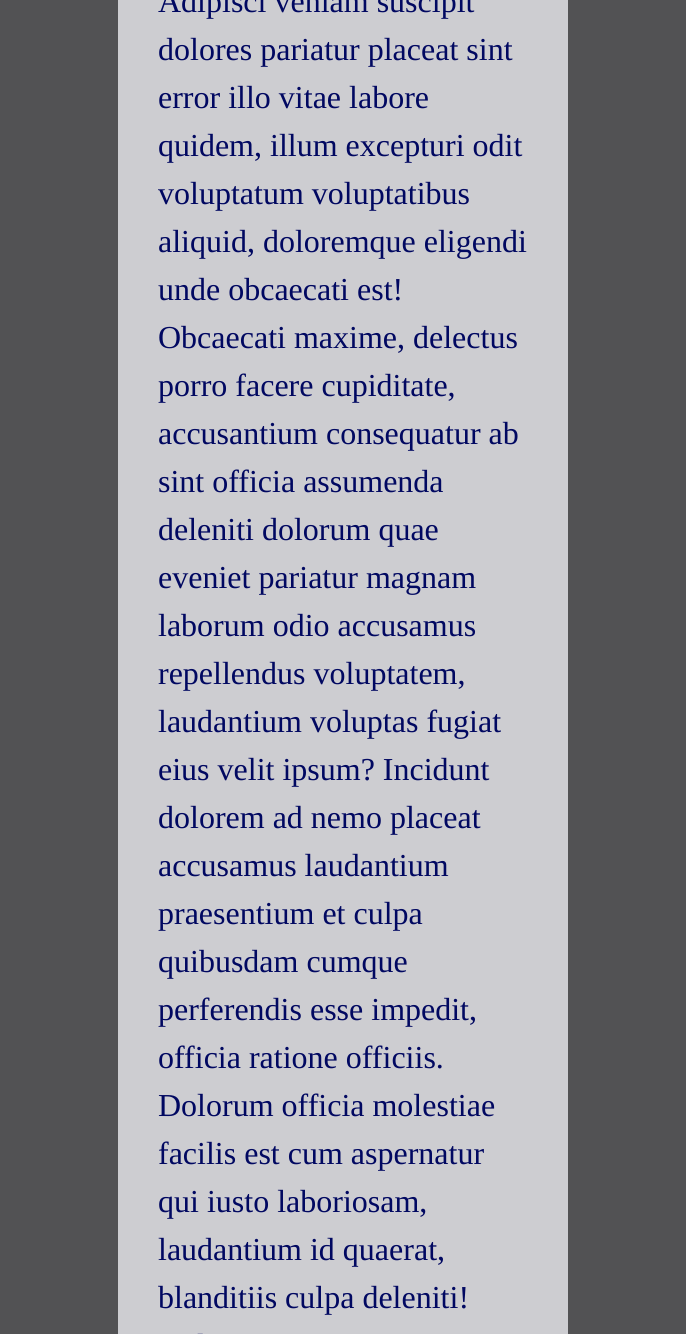 Adipisci veniam suscipit
dolores pariatur placeat sint
error illo vitae labore
quidem, illum excepturi odit
voluptatum voluptatibus
aliquid, doloremque eligendi
unde obcaecati est!
Obcaecati maxime, delectus
porro facere cupiditate,
accusantium consequatur ab
sint officia assumenda
deleniti dolorum quae
eveniet pariatur magnam
laborum odio accusamus
repellendus voluptatem,
laudantium voluptas fugiat
eius velit ipsum? Incidunt
dolorem ad nemo placeat
accusamus laudantium
praesentium et culpa
quibusdam cumque
perferendis esse impedit,
officia ratione officiis.
Dolorum officia molestiae
facilis est cum aspernatur
qui iusto laboriosam,
laudantium id quaerat,
blanditiis culpa deleniti!